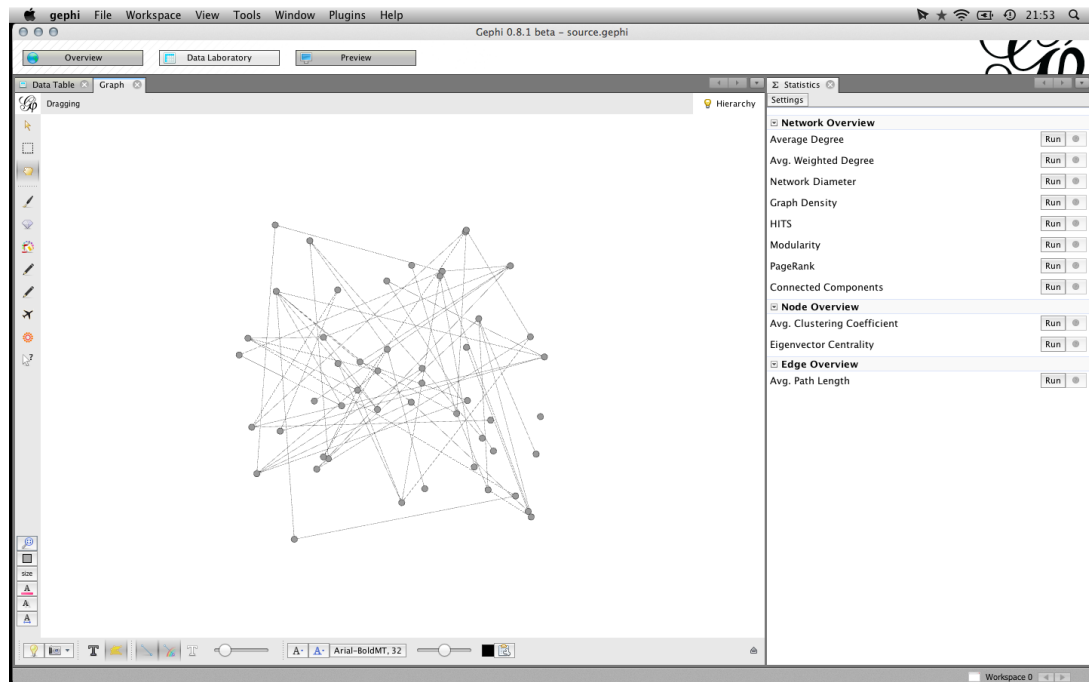 gephi File Workspace View Tools Window Plugins Help 21:53
Gephi 0.8.1 beta – source.gephi
Overview Data Laboratory Preview
Data Table Graph Σ Statistics
Dragging Hierarchy Settings
Network Overview
Average Degree Run
Avg. Weighted Degree Run
Network Diameter Run
Graph Density Run
HITS Run
Modularity Run
PageRank Run
Connected Components Run
Node Overview
Avg. Clustering Coefficient Run
Eigenvector Centrality Run
Edge Overview
Avg. Path Length Run
size
A
A
A
T T A- A- Arial-BoldMT, 32
Workspace 0